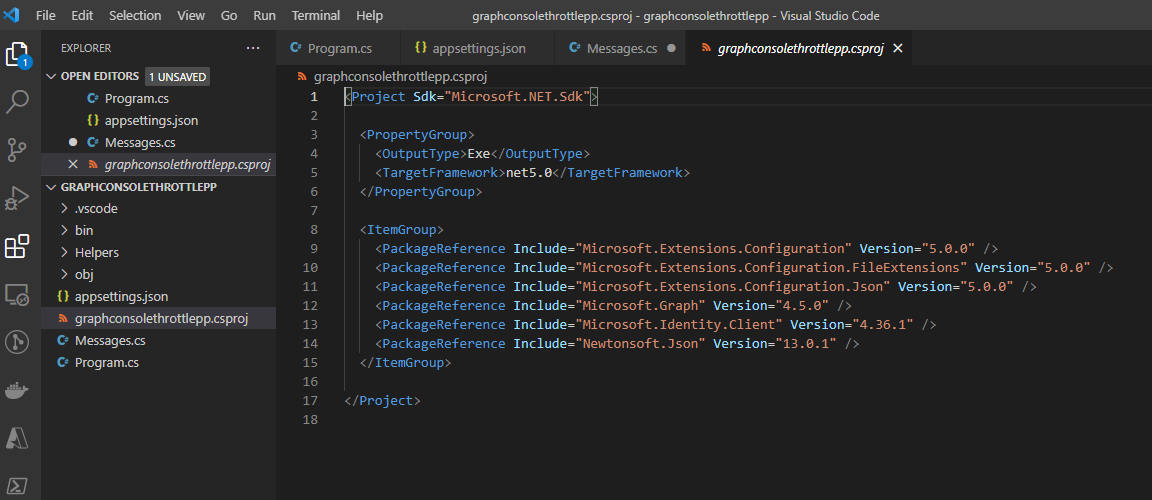 File Edit Selection View Go Run Terminal Help graphconsolethrottlepp.csproj - graphconsolethrottlepp - Visual Studio Code
EXPLORER ···
OPEN EDITORS 1 UNSAVED
C# Program.cs
{} appsettings.json
C# Messages.cs
graphconsolethrottlepp.csproj
GRAPHCONSOLETHROTTLEPP
.vscode
bin
Helpers
obj
{} appsettings.json
graphconsolethrottlepp.csproj
C# Messages.cs
C# Program.cs
1
C# Program.cs {} appsettings.json C# Messages.cs graphconsolethrottlepp.csproj
graphconsolethrottlepp.csproj
1 <Project Sdk="Microsoft.NET.Sdk">
2
3 <PropertyGroup>
4 <OutputType>Exe</OutputType>
5 <TargetFramework>net5.0</TargetFramework>
6 </PropertyGroup>
7
8 <ItemGroup>
9 <PackageReference Include="Microsoft.Extensions.Configuration" Version="5.0.0" />
10 <PackageReference Include="Microsoft.Extensions.Configuration.FileExtensions" Version="5.0.0" />
11 <PackageReference Include="Microsoft.Extensions.Configuration.Json" Version="5.0.0" />
12 <PackageReference Include="Microsoft.Graph" Version="4.5.0" />
13 <PackageReference Include="Microsoft.Identity.Client" Version="4.36.1" />
14 <PackageReference Include="Newtonsoft.Json" Version="13.0.1" />
15 </ItemGroup>
16
17 </Project>
18